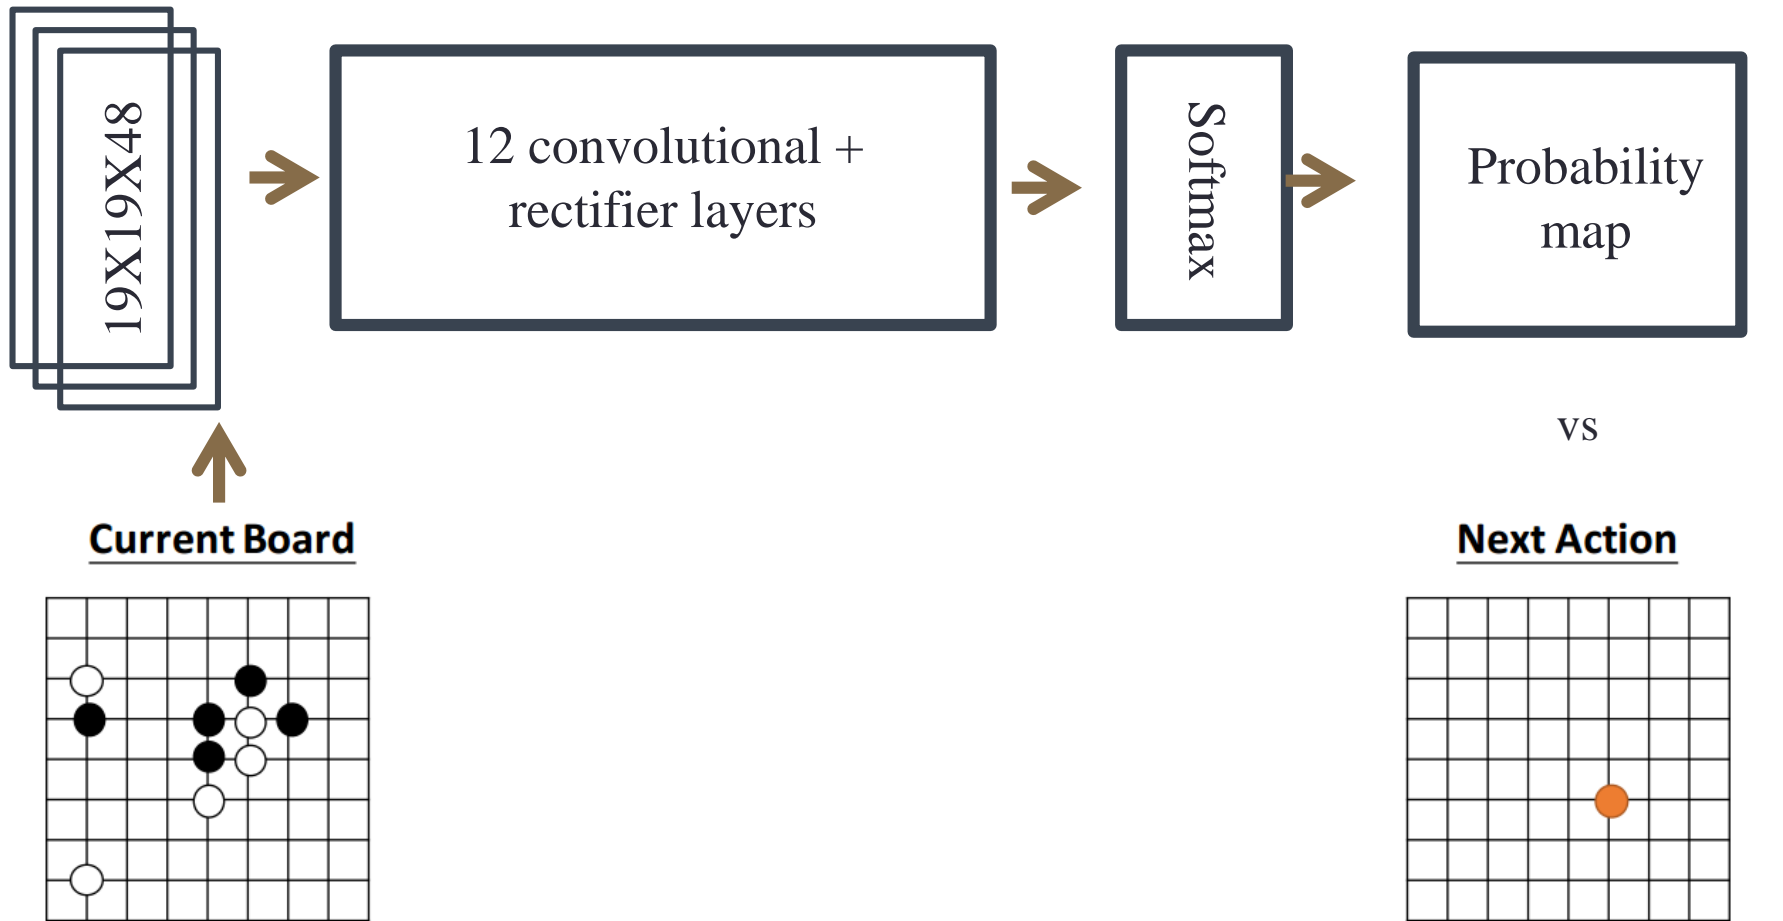 19X19X48
12 convolutional +
rectifier layers
Softmax
Probability
map
vs
Current Board
Next Action